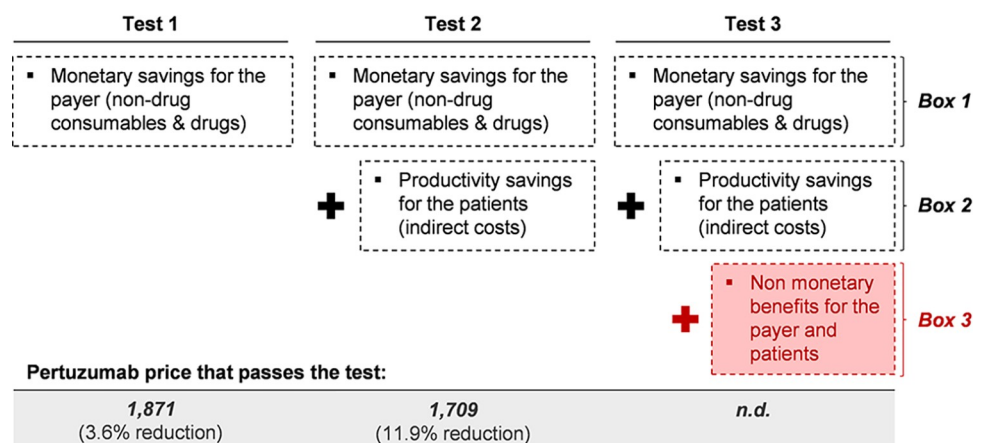 Test 1
Test 2
Test 3
▪ Monetary savings for the
payer (non-drug
consumables & drugs)
▪ Monetary savings for the
payer (non-drug
consumables & drugs)
▪ Monetary savings for the
payer (non-drug
consumables & drugs)
Box 1
+
▪ Productivity savings
for the patients
(indirect costs)
+
▪ Productivity savings
for the patients
(indirect costs)
Box 2
+
▪ Non monetary
benefits for the
payer and
patients
Box 3
Pertuzumab price that passes the test:
1,871
(3.6% reduction)
1,709
(11.9% reduction)
n.d.